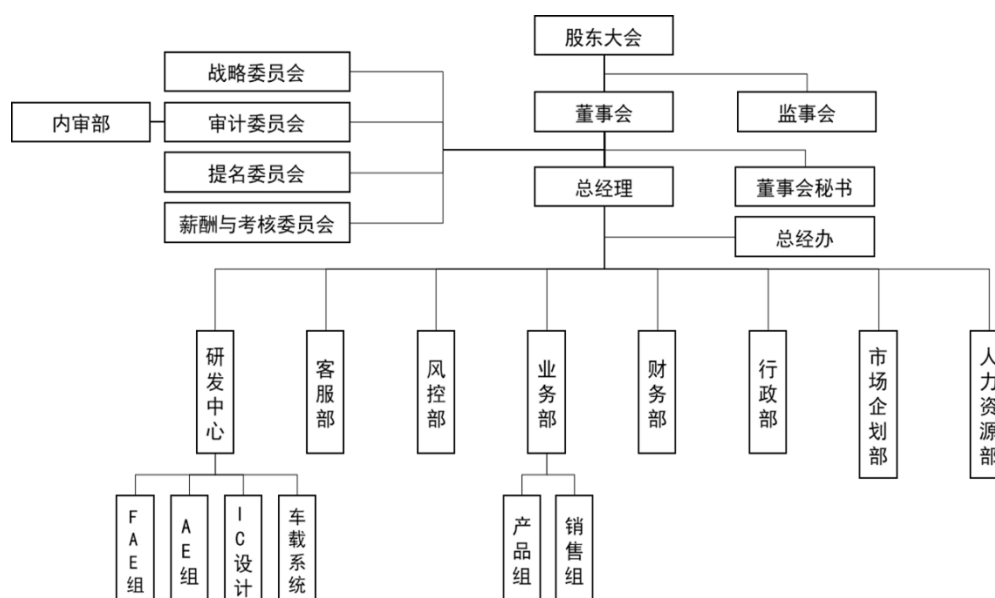 股东大会
战略委员会
内审部
审计委员会
董事会
监事会
提名委员会
总经理
董事会秘书
薪酬与考核委员会
总经办
研发中心
客服部
风控部
业务部
财务部
行政部
市场企划部
人力资源部
FAE组
AE组
IC设计
车载系统
产品组
销售组